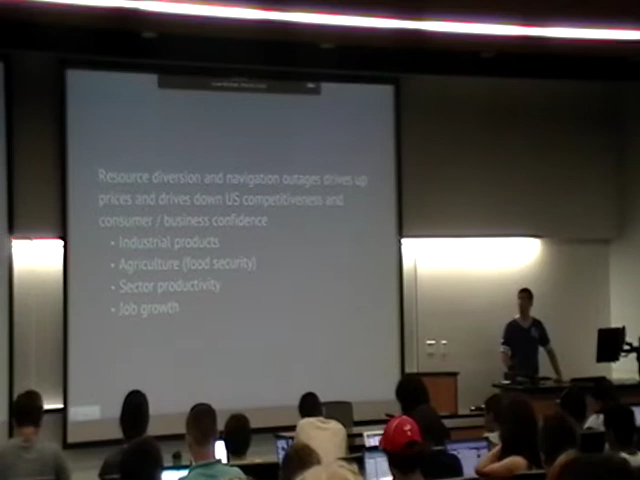 Resource diversion and navigation outages drives up
prices and drives down US competitiveness and
consumer / business confidence
• Industrial products
• Agriculture (food security)
• Sector productivity
• Job growth